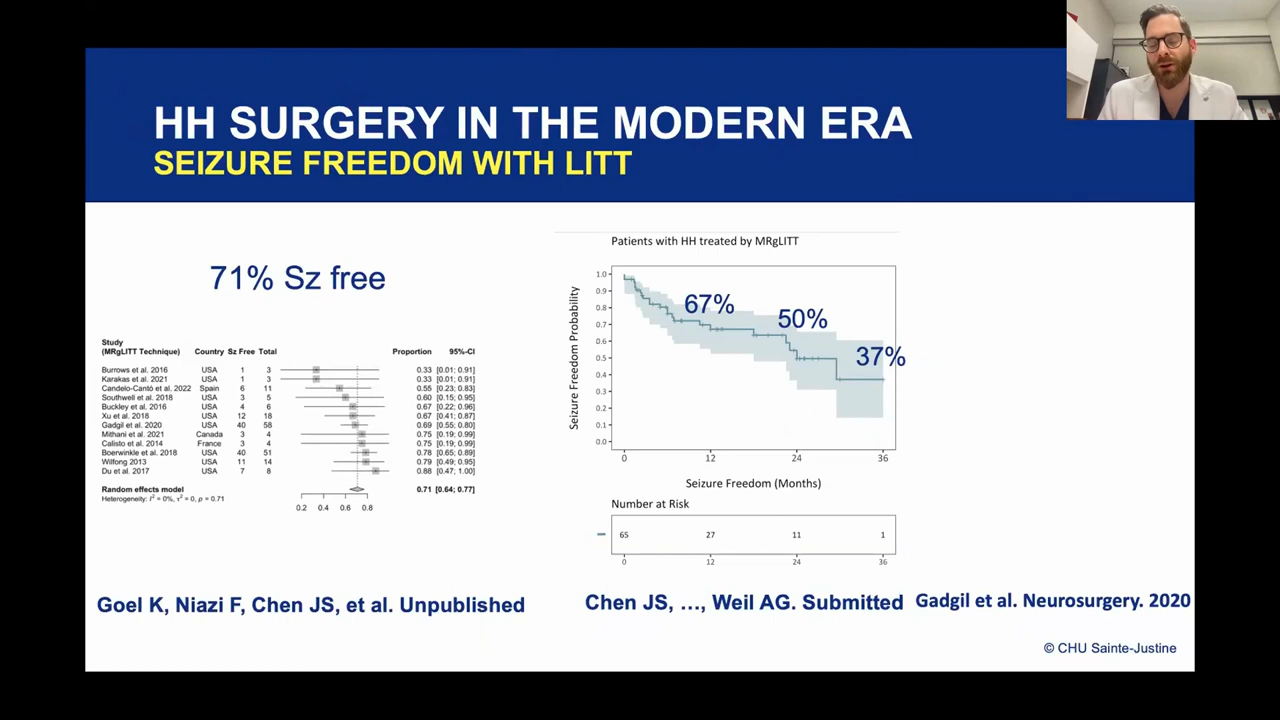 HH SURGERY IN THE MODERN ERA
SEIZURE FREEDOM WITH LITT
71% Sz free
Study
(MRgLITT Technique) Country Sz Free Total Proportion 95%-CI
Burrows et al. 2016 USA 1 3 0.33 [0.01; 0.91]
Karakas et al. 2021 USA 1 3 0.33 [0.01; 0.91]
Candelo-Cantó et al. 2022 Spain 6 11 0.55 [0.23; 0.83]
Southwell et al. 2018 USA 3 5 0.60 [0.15; 0.95]
Buckley et al. 2016 USA 4 6 0.67 [0.22; 0.96]
Xu et al. 2018 USA 12 18 0.67 [0.41; 0.87]
Gadgil et al. 2020 USA 40 58 0.69 [0.55; 0.80]
Mithani et al. 2021 Canada 3 4 0.75 [0.19; 0.99]
Calisto et al. 2014 France 3 4 0.75 [0.19; 0.99]
Boerwinkle et al. 2018 USA 40 51 0.78 [0.65; 0.89]
Wilfong 2013 USA 11 14 0.79 [0.49; 0.95]
Du et al. 2017 USA 7 8 0.88 [0.47; 1.00]
Random effects model 0.71 [0.64; 0.77]
Heterogeneity: I² = 0%, τ² = 0, p = 0.71
0.2 0.4 0.6 0.8
Goel K, Niazi F, Chen JS, et al. Unpublished
Patients with HH treated by MRgLITT
Seizure Freedom Probability
1.0
0.9
0.8
0.7
0.6
0.5
0.4
0.3
0.2
0.1
0.0
67%
50%
37%
0 12 24 36
Seizure Freedom (Months)
Number at Risk
65 27 11 1
0 12 24 36
Chen JS, ..., Weil AG. Submitted
Gadgil et al. Neurosurgery. 2020
© CHU Sainte-Justine